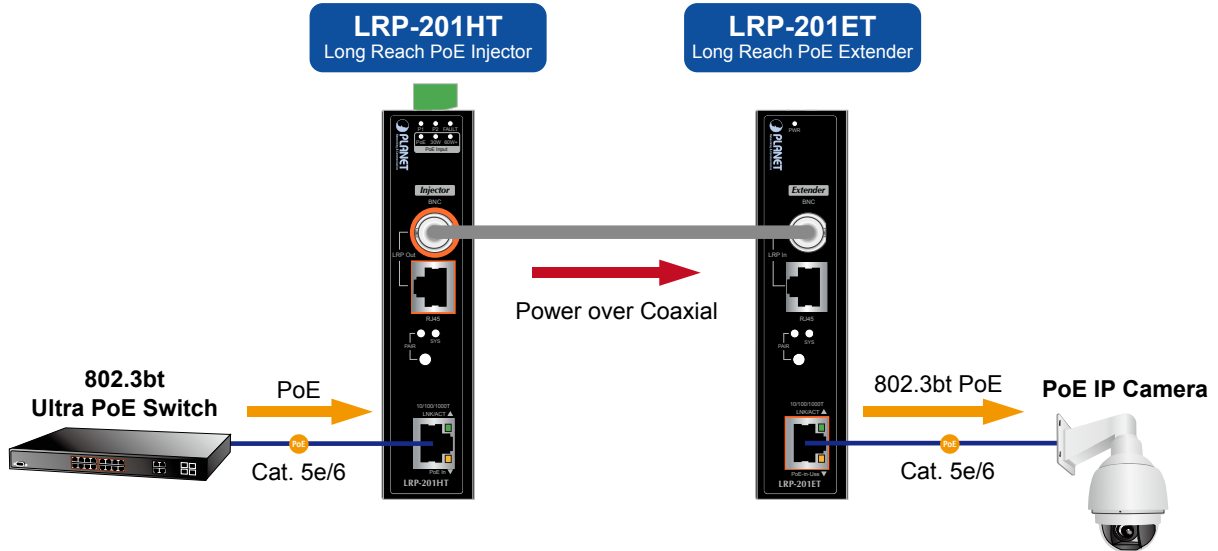 LRP-201HT
Long Reach PoE Injector
LRP-201ET
Long Reach PoE Extender
P1 P2 FAULT
PoE 30W 60W+
PoE Input
PLANET
Injector
BNC
LRP Out
RJ45
PAIR
SYS
10/100/1000T
LNK/ACT ▲
PoE In ▼
LRP-201HT
PWR
PLANET
Extender
BNC
LRP In
RJ45
PAIR
SYS
10/100/1000T
LNK/ACT ▲
PoE-in-Use ▼
LRP-201ET
Power over Coaxial
802.3bt
Ultra PoE Switch
PoE
PoE
Cat. 5e/6
802.3bt PoE
PoE
Cat. 5e/6
PoE IP Camera